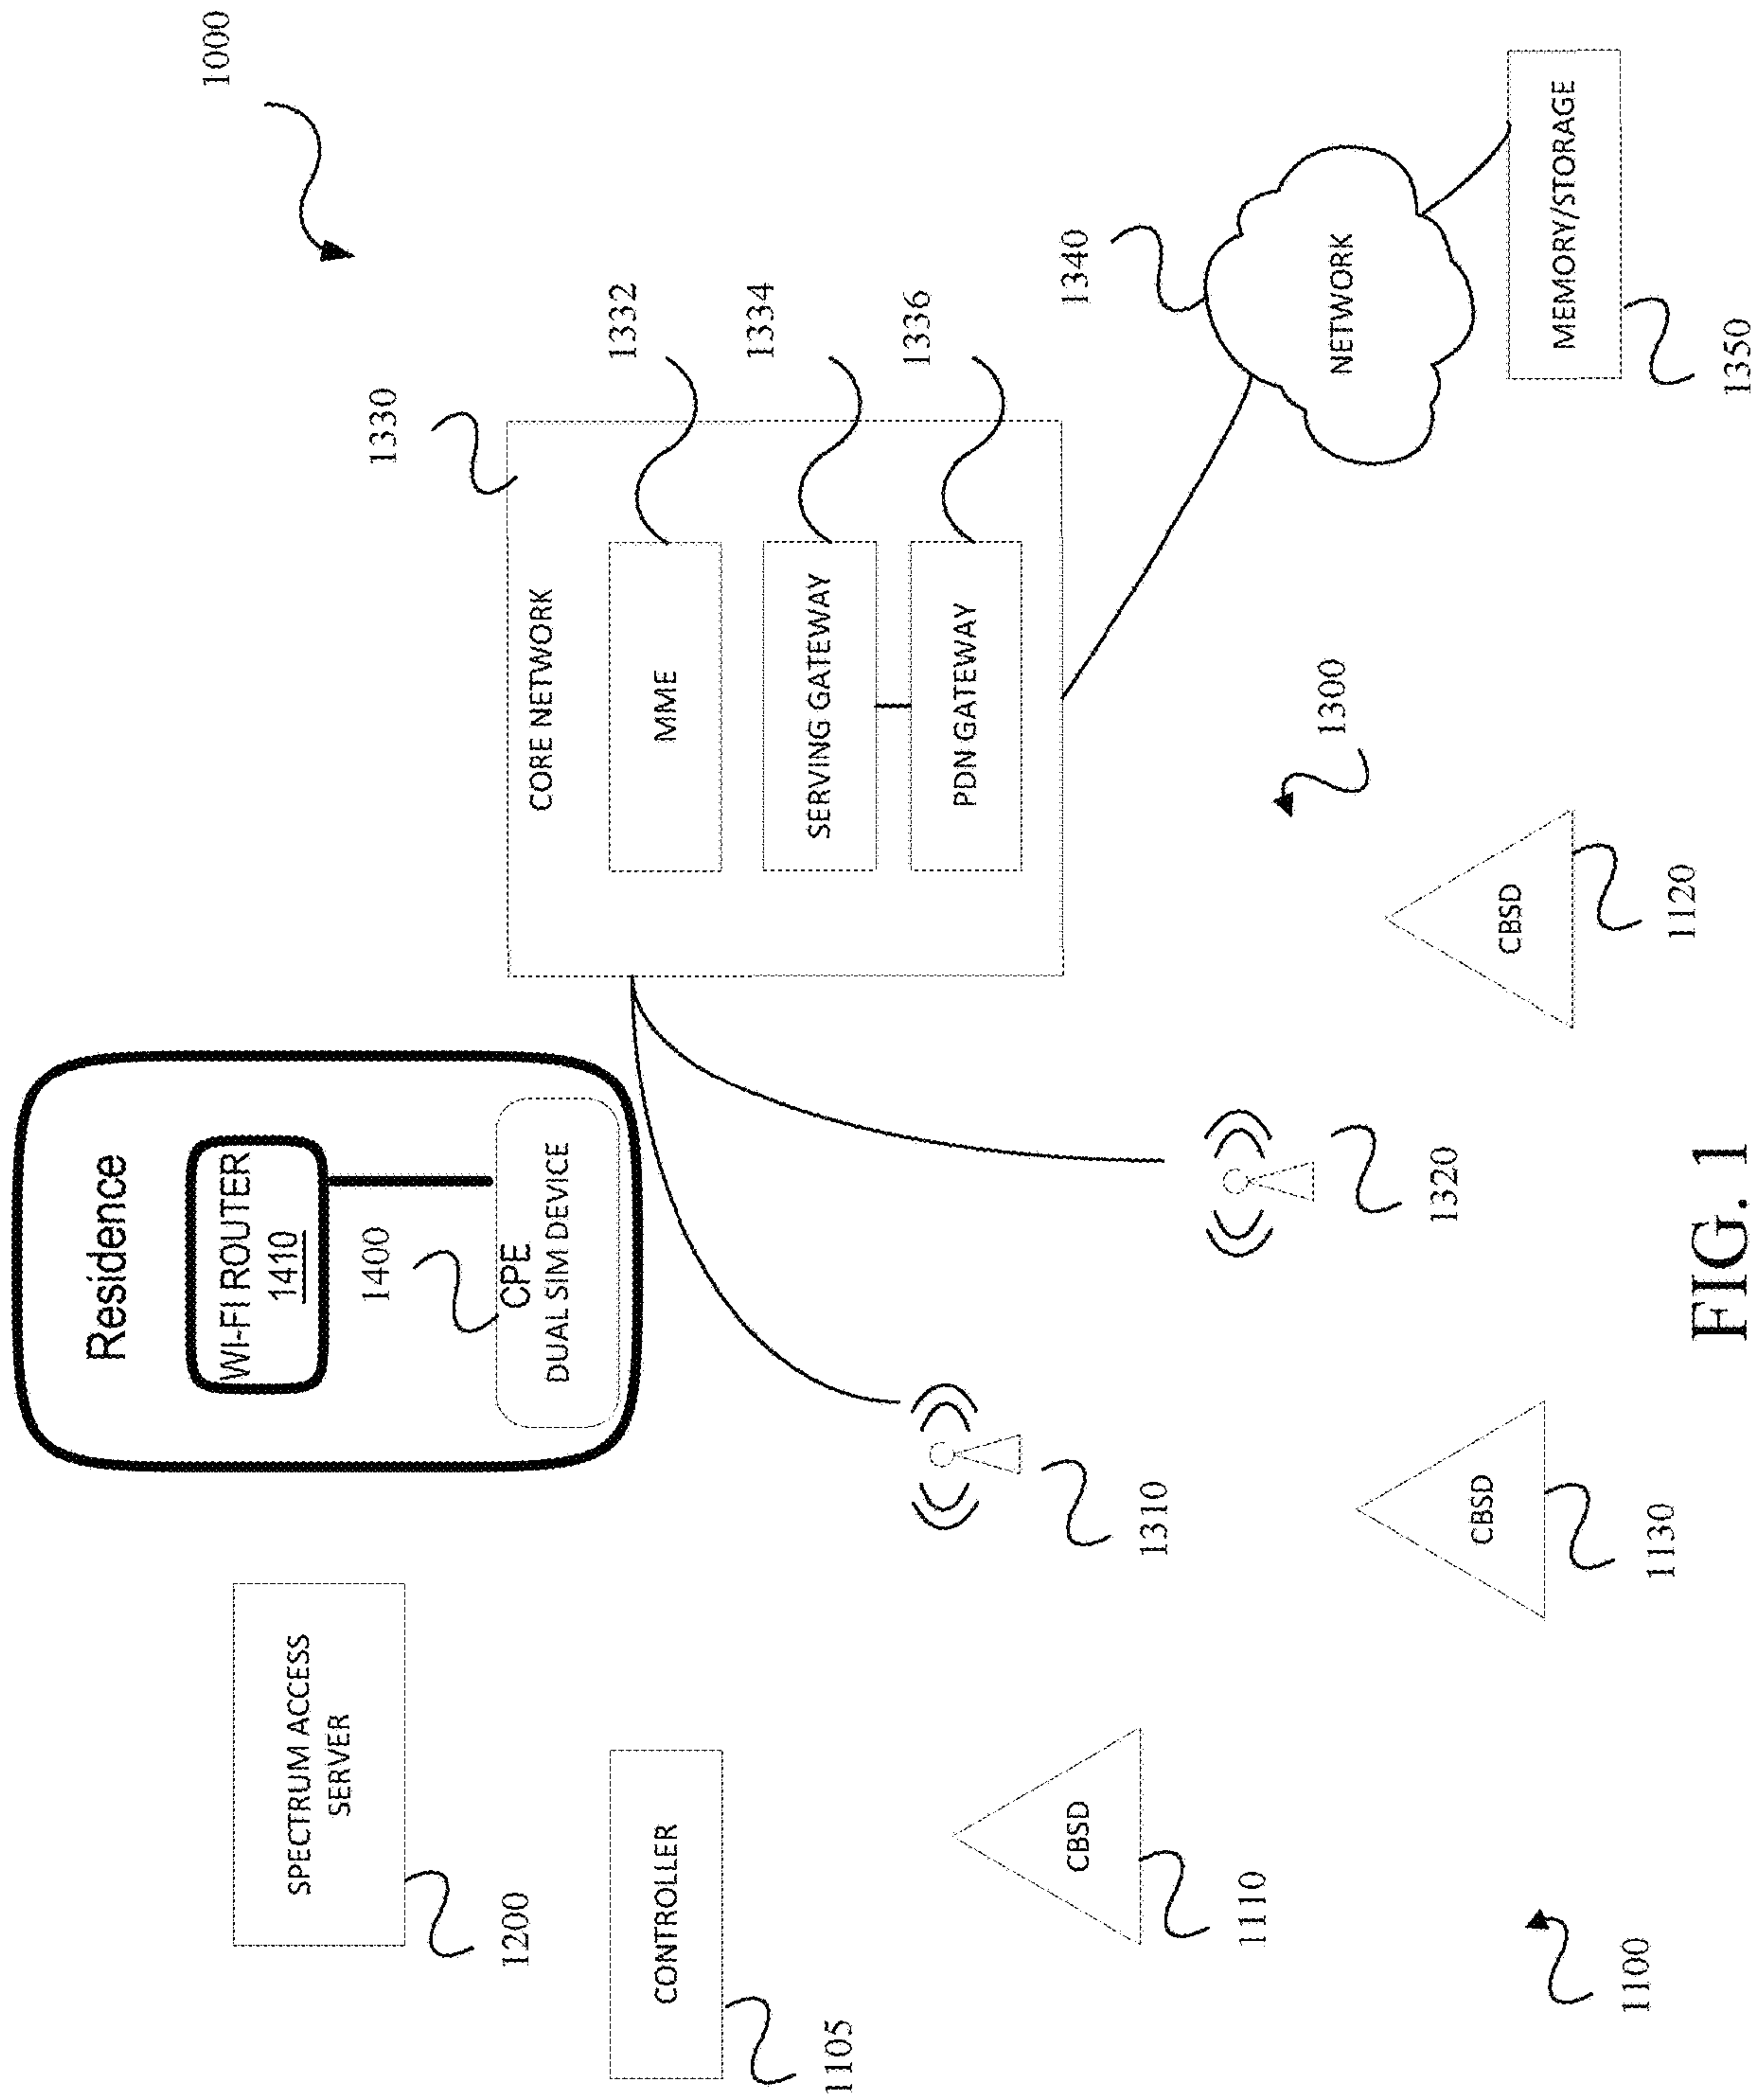 1000
Residence
WI-FI ROUTER
1410
1400
CPE
DUAL SIM DEVICE
SPECTRUM ACCESS
SERVER
1200
CONTROLLER
1105
1330
CORE NETWORK
MME
1332
SERVING GATEWAY
1334
PDN GATEWAY
1336
1340
NETWORK
MEMORY/STORAGE
1350
1310
1320
1300
CBSD
1110
CBSD
1130
CBSD
1120
1100
FIG. 1